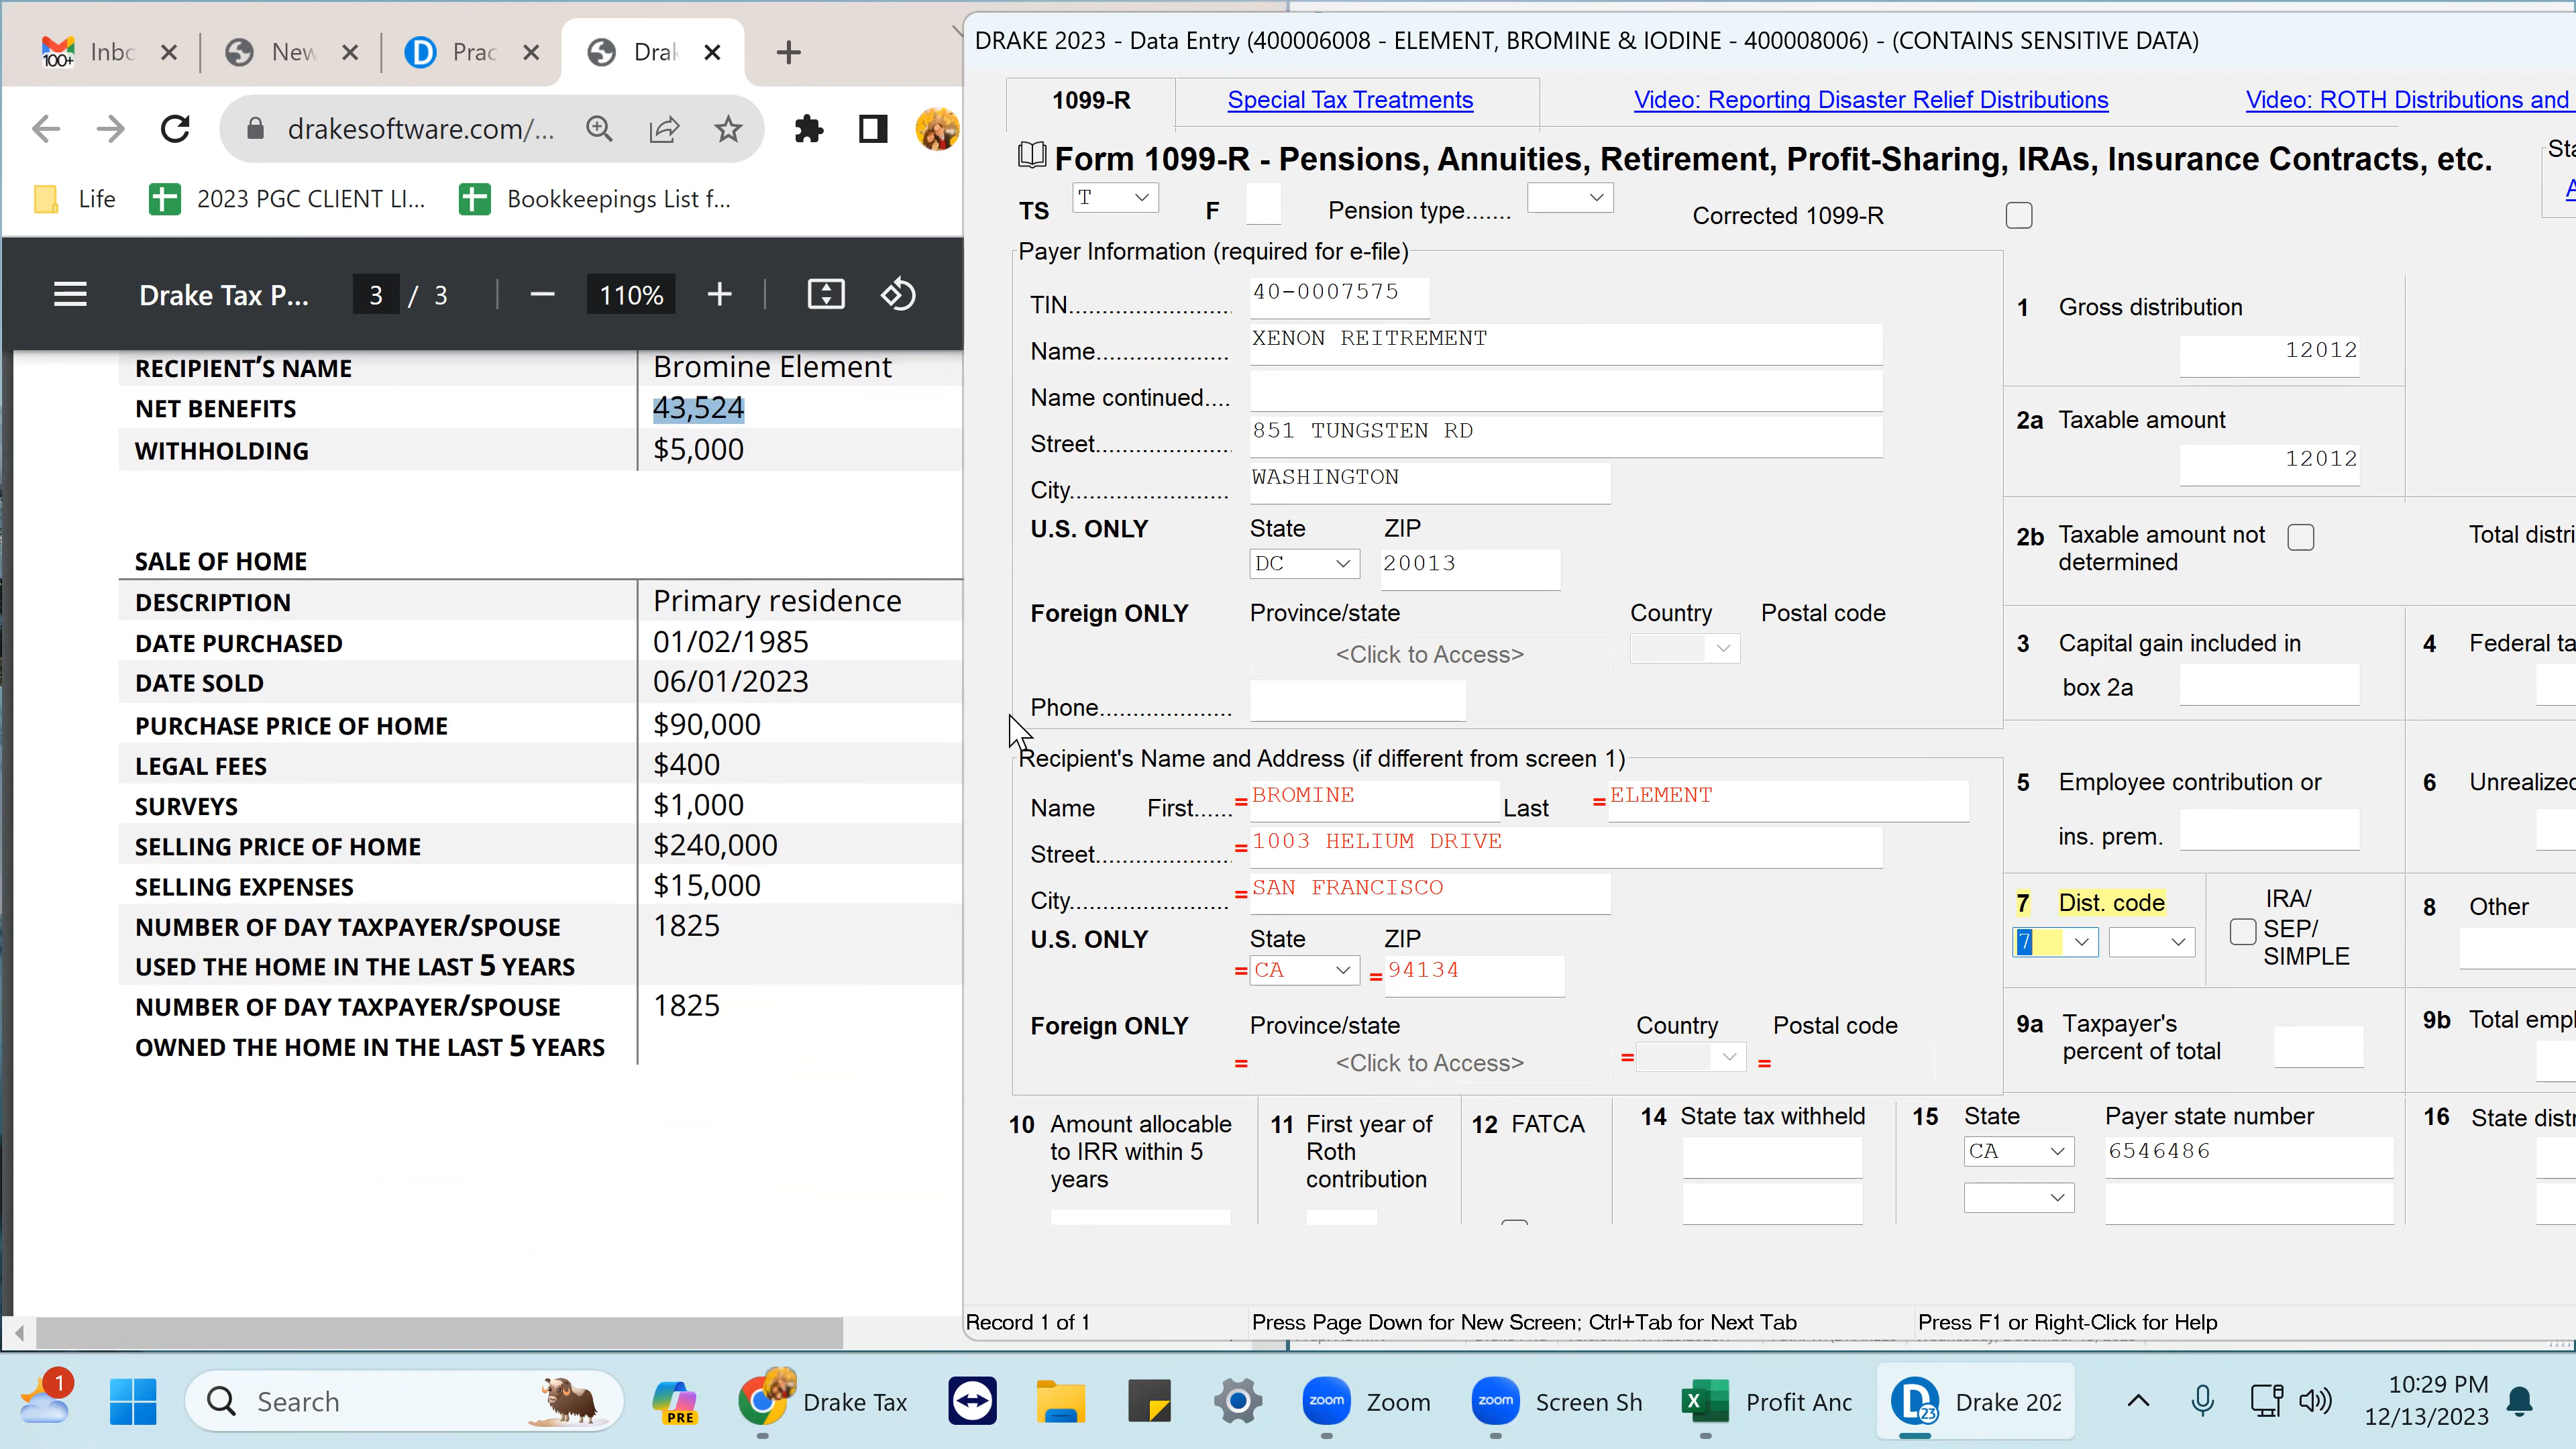 Inbc
New
Prac
Drak
drakesoftware.com/...
Life
2023 PGC CLIENT LI...
Bookkeepings List f...
Drake Tax P...
3 / 3
110%
RECIPIENT'S NAME
Bromine Element
NET BENEFITS
43,524
WITHHOLDING
$5,000
SALE OF HOME
DESCRIPTION
Primary residence
DATE PURCHASED
01/02/1985
DATE SOLD
06/01/2023
PURCHASE PRICE OF HOME
$90,000
LEGAL FEES
$400
SURVEYS
$1,000
SELLING PRICE OF HOME
$240,000
SELLING EXPENSES
$15,000
NUMBER OF DAY TAXPAYER/SPOUSE
USED THE HOME IN THE LAST 5 YEARS
1825
NUMBER OF DAY TAXPAYER/SPOUSE
OWNED THE HOME IN THE LAST 5 YEARS
1825
DRAKE 2023 - Data Entry (400006008 - ELEMENT, BROMINE & IODINE - 400008006) - (CONTAINS SENSITIVE DATA)
1099-R
Special Tax Treatments
Video: Reporting Disaster Relief Distributions
Video: ROTH Distributions and
Form 1099-R - Pensions, Annuities, Retirement, Profit-Sharing, IRAs, Insurance Contracts, etc.
TS T F Pension type....... Corrected 1099-R
Payer Information (required for e-file)
TIN........................ 40-0007575
Name.................... XENON REITREMENT
Name continued....
Street.................... 851 TUNGSTEN RD
City........................ WASHINGTON
U.S. ONLY State ZIP
DC 20013
Foreign ONLY Province/state Country Postal code
<Click to Access>
Phone....................
Recipient's Name and Address (if different from screen 1)
Name First...... =BROMINE Last =ELEMENT
Street.................... =1003 HELIUM DRIVE
City........................ =SAN FRANCISCO
U.S. ONLY State ZIP
=CA =94134
Foreign ONLY Province/state Country Postal code
= <Click to Access> = =
1 Gross distribution
12012
2a Taxable amount
12012
2b Taxable amount not
determined
Total distri
3 Capital gain included in
box 2a
4 Federal ta
5 Employee contribution or
ins. prem.
6 Unrealized
7 Dist. code
7
IRA/
SEP/
SIMPLE
8 Other
9a Taxpayer's
percent of total
9b Total empl
10 Amount allocable
to IRR within 5
years
11 First year of
Roth
contribution
12 FATCA
14 State tax withheld
15 State
CA
Payer state number
6546486
16 State distr
Record 1 of 1
Press Page Down for New Screen; Ctrl+Tab for Next Tab
Press F1 or Right-Click for Help
1
Search
PRE
Drake Tax
zoom
Zoom
zoom
Screen Sh
Profit Anc
23
Drake 202
10:29 PM
12/13/2023